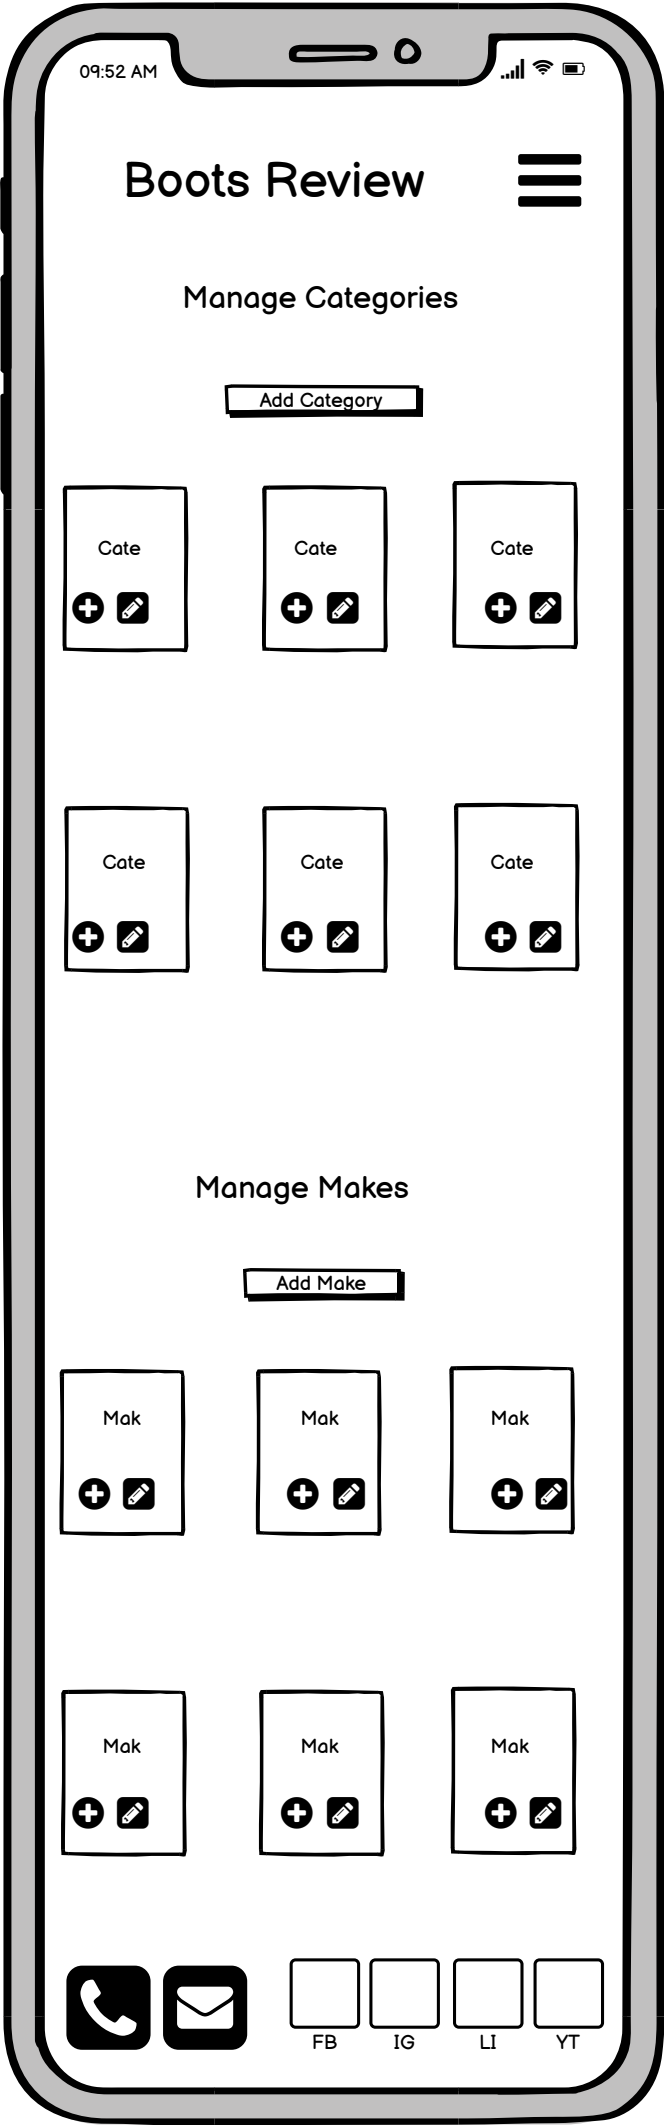 09:52 AM
Boots Review
Manage Categories
Add Category
Cate Cate Cate
Cate Cate Cate
Manage Makes
Add Make
Mak Mak Mak
Mak Mak Mak
FB IG LI YT